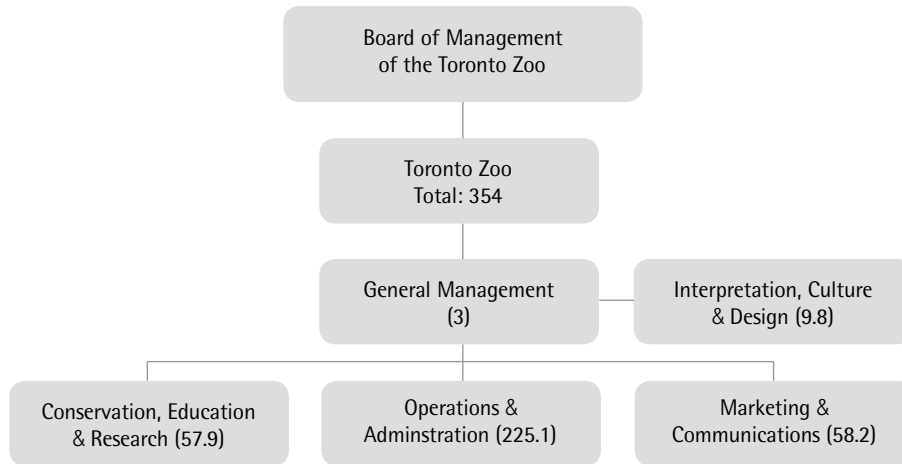 Board of Management
of the Toronto Zoo
Toronto Zoo
Total: 354
General Management
(3)
Interpretation, Culture
& Design (9.8)
Conservation, Education
& Research (57.9)
Operations &
Adminstration (225.1)
Marketing &
Communications (58.2)